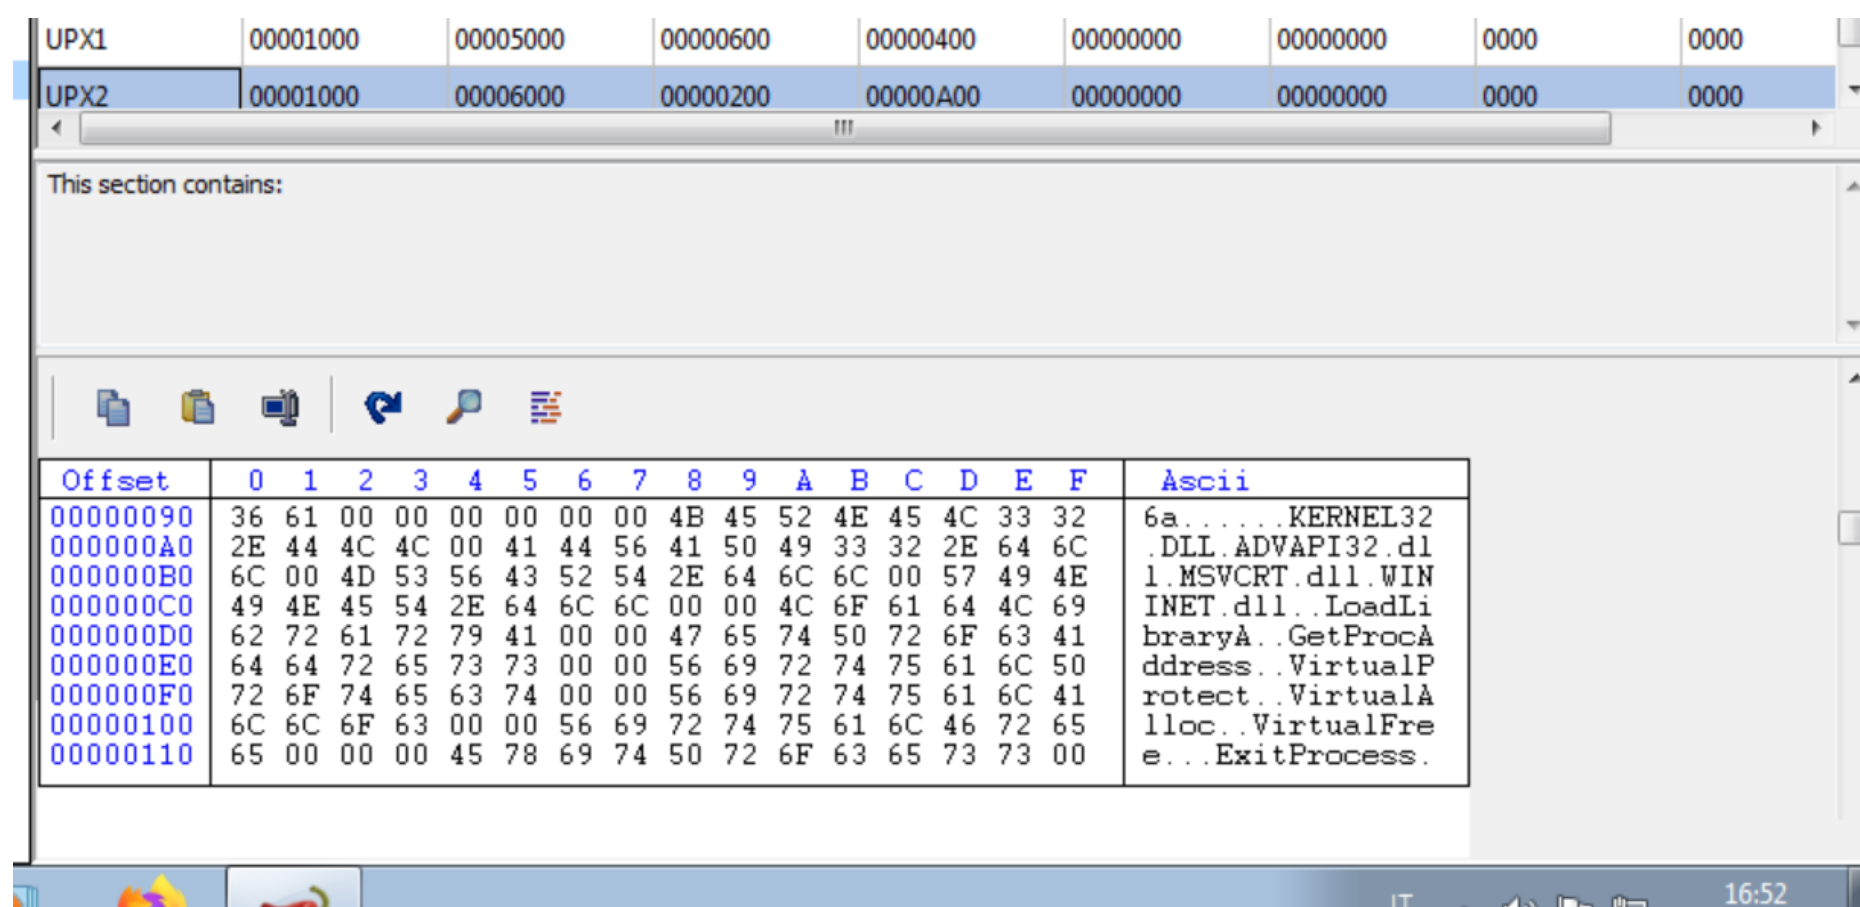 UPX1 00001000 00005000 00000600 00000400 00000000 00000000 0000 0000
UPX2 00001000 00006000 00000200 00000A00 00000000 00000000 0000 0000
This section contains:
Offset 0 1 2 3 4 5 6 7 8 9 A B C D E F Ascii
00000090 36 61 00 00 00 00 00 00 4B 45 52 4E 45 4C 33 32 6a......KERNEL32
000000A0 2E 44 4C 4C 00 41 44 56 41 50 49 33 32 2E 64 6C .DLL.ADVAPI32.dl
000000B0 6C 00 4D 53 56 43 52 54 2E 64 6C 6C 00 57 49 4E l.MSVCRT.dll.WIN
000000C0 49 4E 45 54 2E 64 6C 6C 00 00 4C 6F 61 64 4C 69 INET.dll..LoadLi
000000D0 62 72 61 72 79 41 00 00 47 65 74 50 72 6F 63 41 braryA..GetProcA
000000E0 64 64 72 65 73 73 00 00 56 69 72 74 75 61 6C 50 ddress..VirtualP
000000F0 72 6F 74 65 63 74 00 00 56 69 72 74 75 61 6C 41 rotect..VirtualA
00000100 6C 6C 6F 63 00 00 56 69 72 74 75 61 6C 46 72 65 lloc..VirtualFre
00000110 65 00 00 00 45 78 69 74 50 72 6F 63 65 73 73 00 e...ExitProcess.
IT 16:52